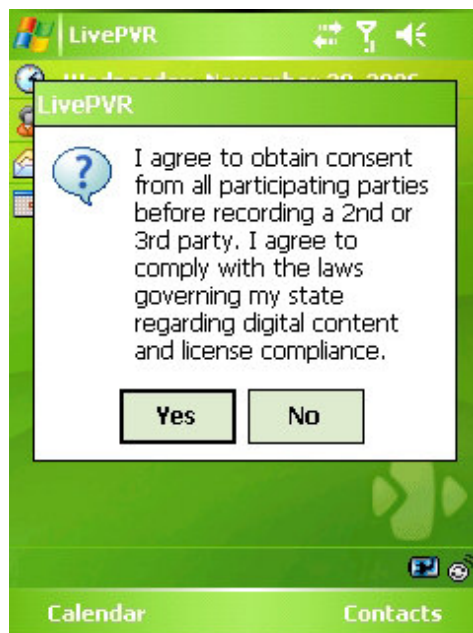 LivePVR
LivePVR
I agree to obtain consent
from all participating parties
before recording a 2nd or
3rd party. I agree to
comply with the laws
governing my state
regarding digital content
and license compliance.
Yes No
Calendar Contacts